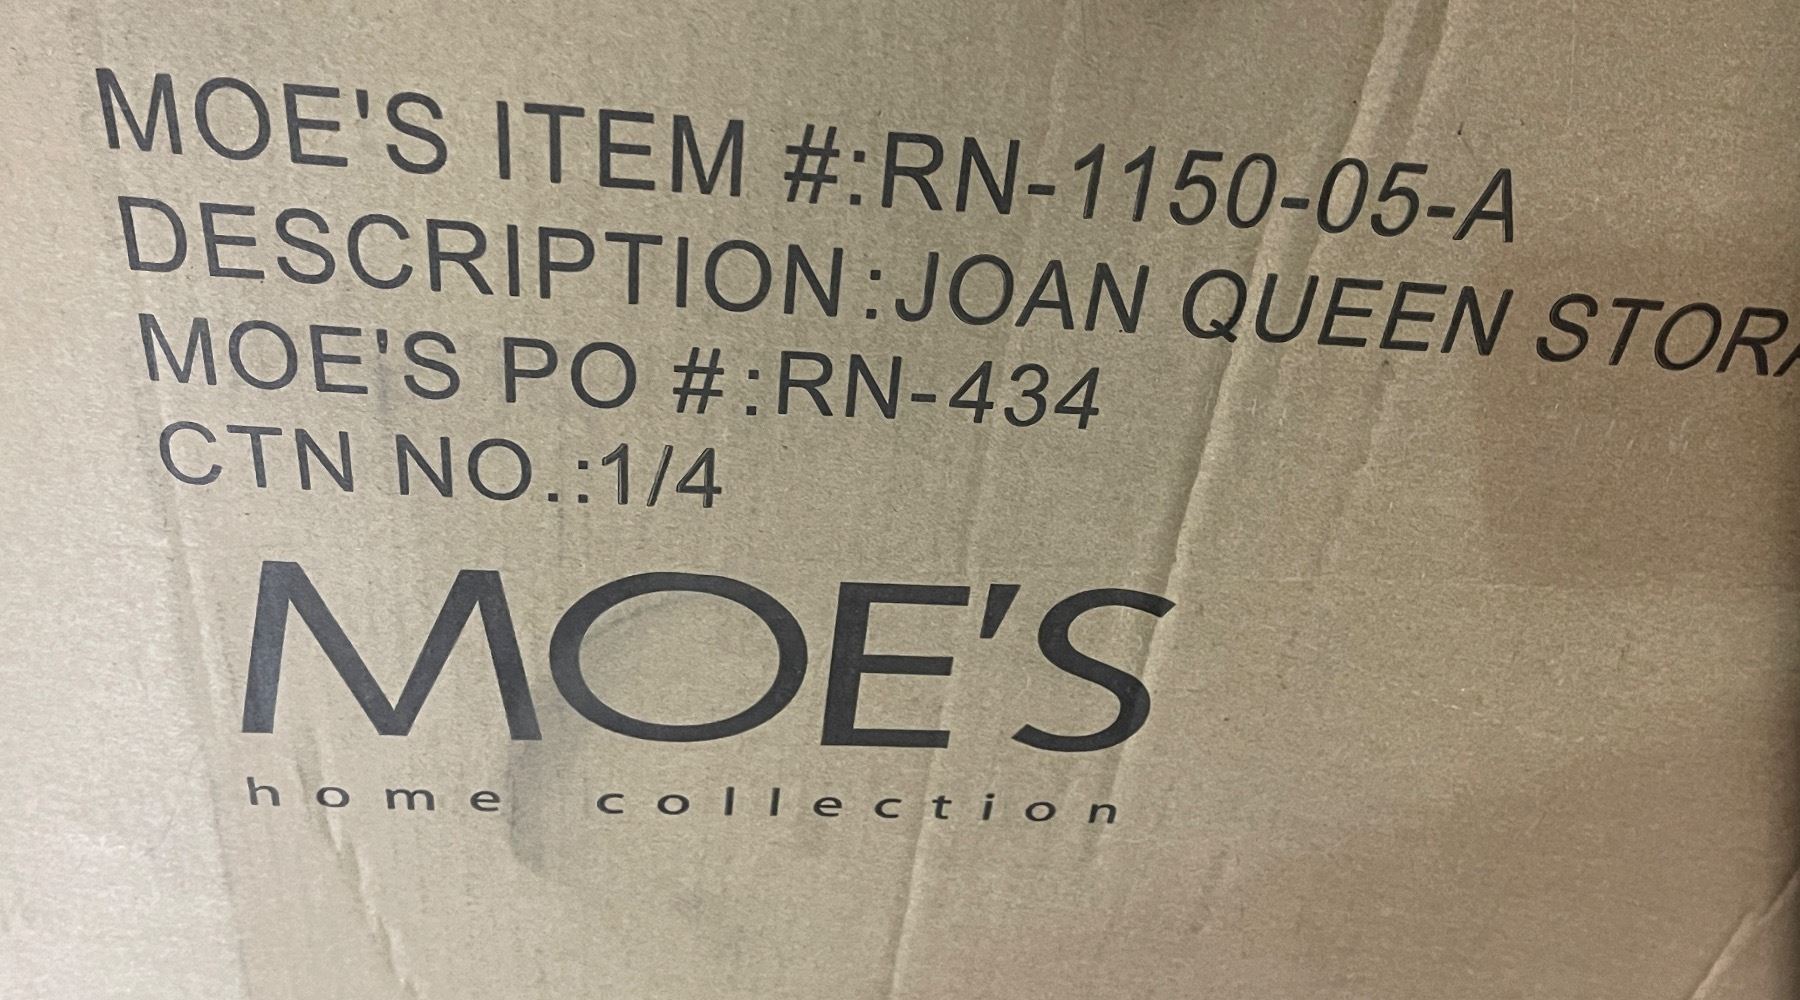 MOE'S ITEM #:RN-1150-05-A
DESCRIPTION:JOAN QUEEN
MOE'S PO #:RN-434
CTN NO.:1/4
MOE'S
home collection